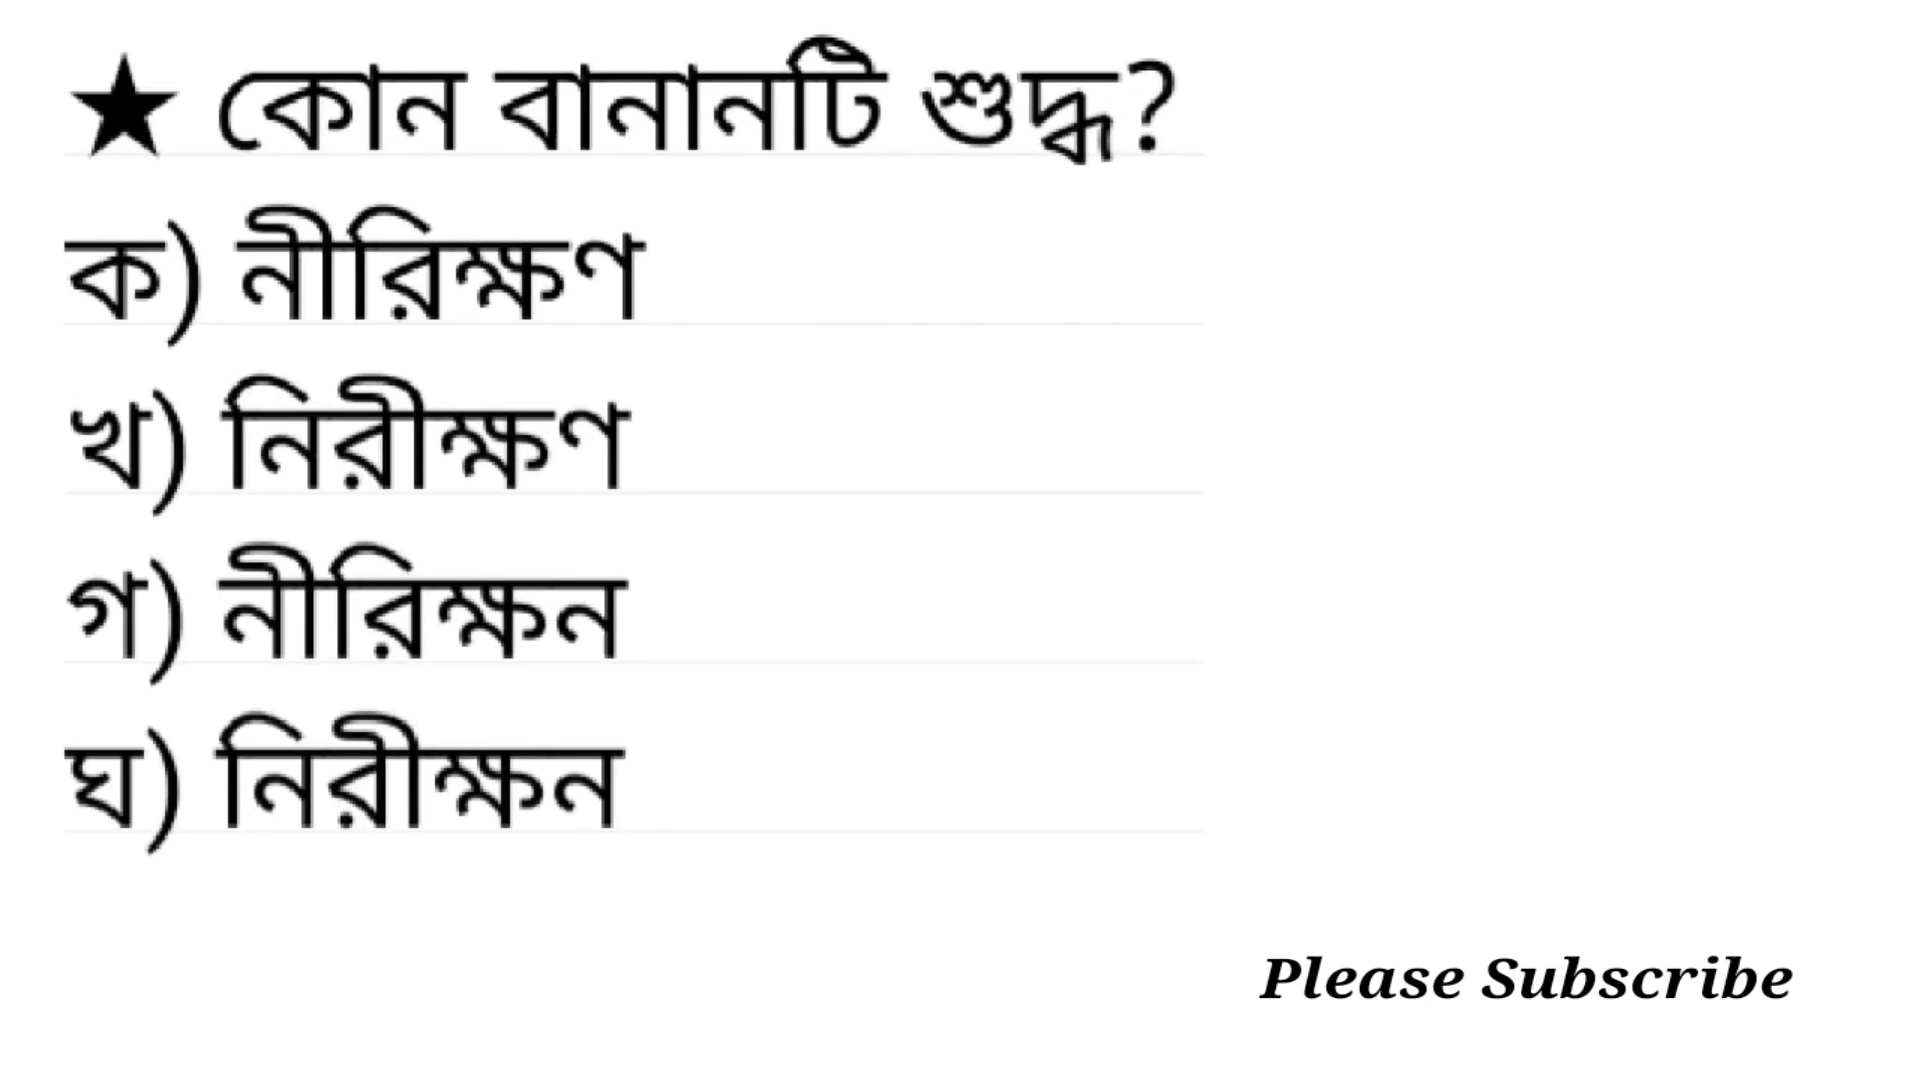 ★ কোন বানানটি শুদ্ধ?
ক) নীরিক্ষণ
খ) নিরীক্ষণ
গ) নীরিক্ষন
ঘ) নিরীক্ষন
Please Subscribe